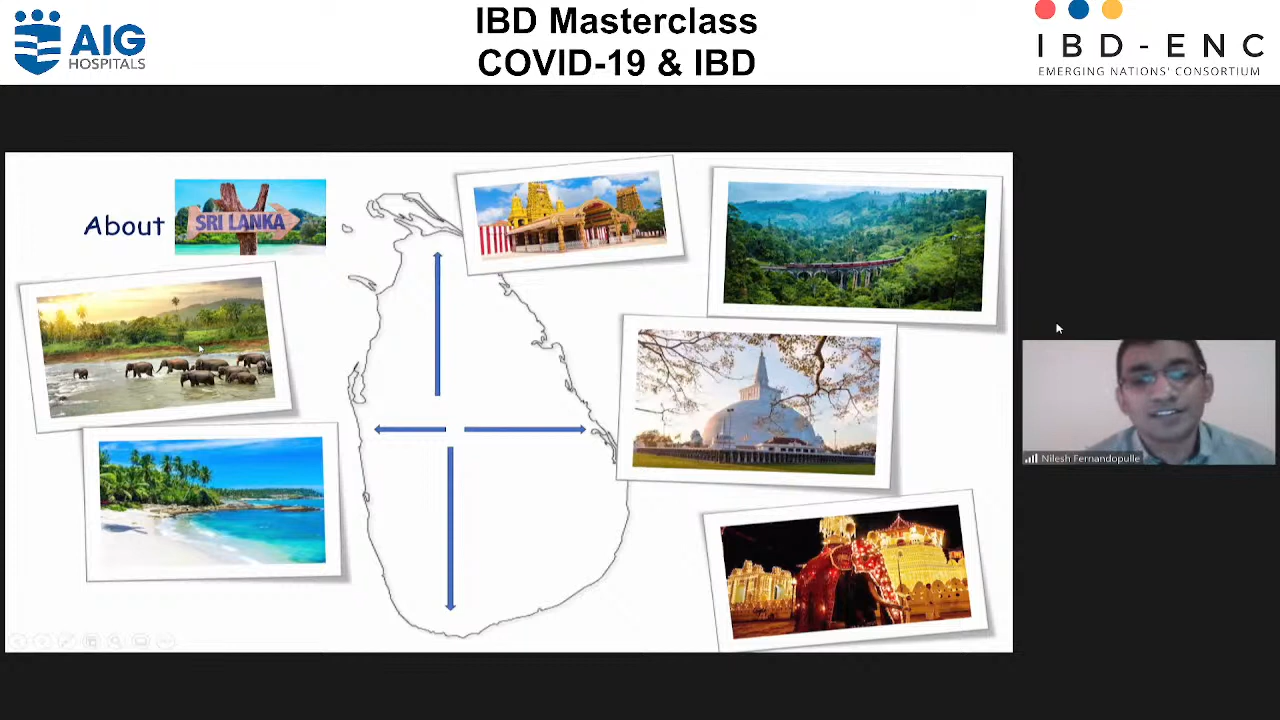 AIG
HOSPITALS
IBD Masterclass
COVID-19 & IBD
IBD-ENC
EMERGING NATIONS' CONSORTIUM
About
SRI LANKA
Nilesh Fernandopulle